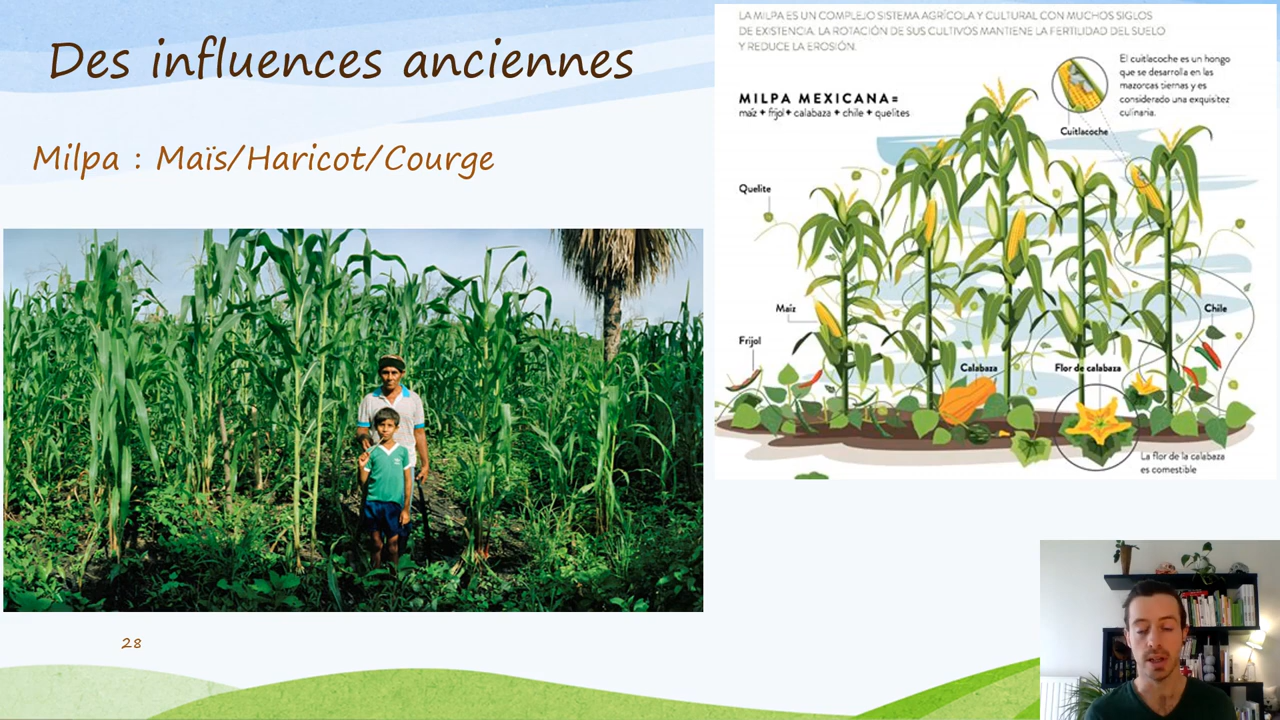 Des influences anciennes
Milpa : Maïs/Haricot/Courge
28
LA MILPA ES UN COMPLEJO SISTEMA AGRÍCOLA Y CULTURAL CON MUCHOS SIGLOS
DE EXISTENCIA. LA ROTACIÓN DE SUS CULTIVOS MANTIENE LA FERTILIDAD DEL SUELO
Y REDUCE LA EROSIÓN.
MILPA MEXICANA=
maíz + frijol + calabaza + chile + quelites
El cuitlacoche es un hongo
que se desarrolla en las
mazorcas tiernas y es
considerado una exquisitez
culinaria.
Cuitlacoche
Quelite
Maíz
Chile
Frijol
Calabaza
Flor de calabaza
La flor de la calabaza
es comestible